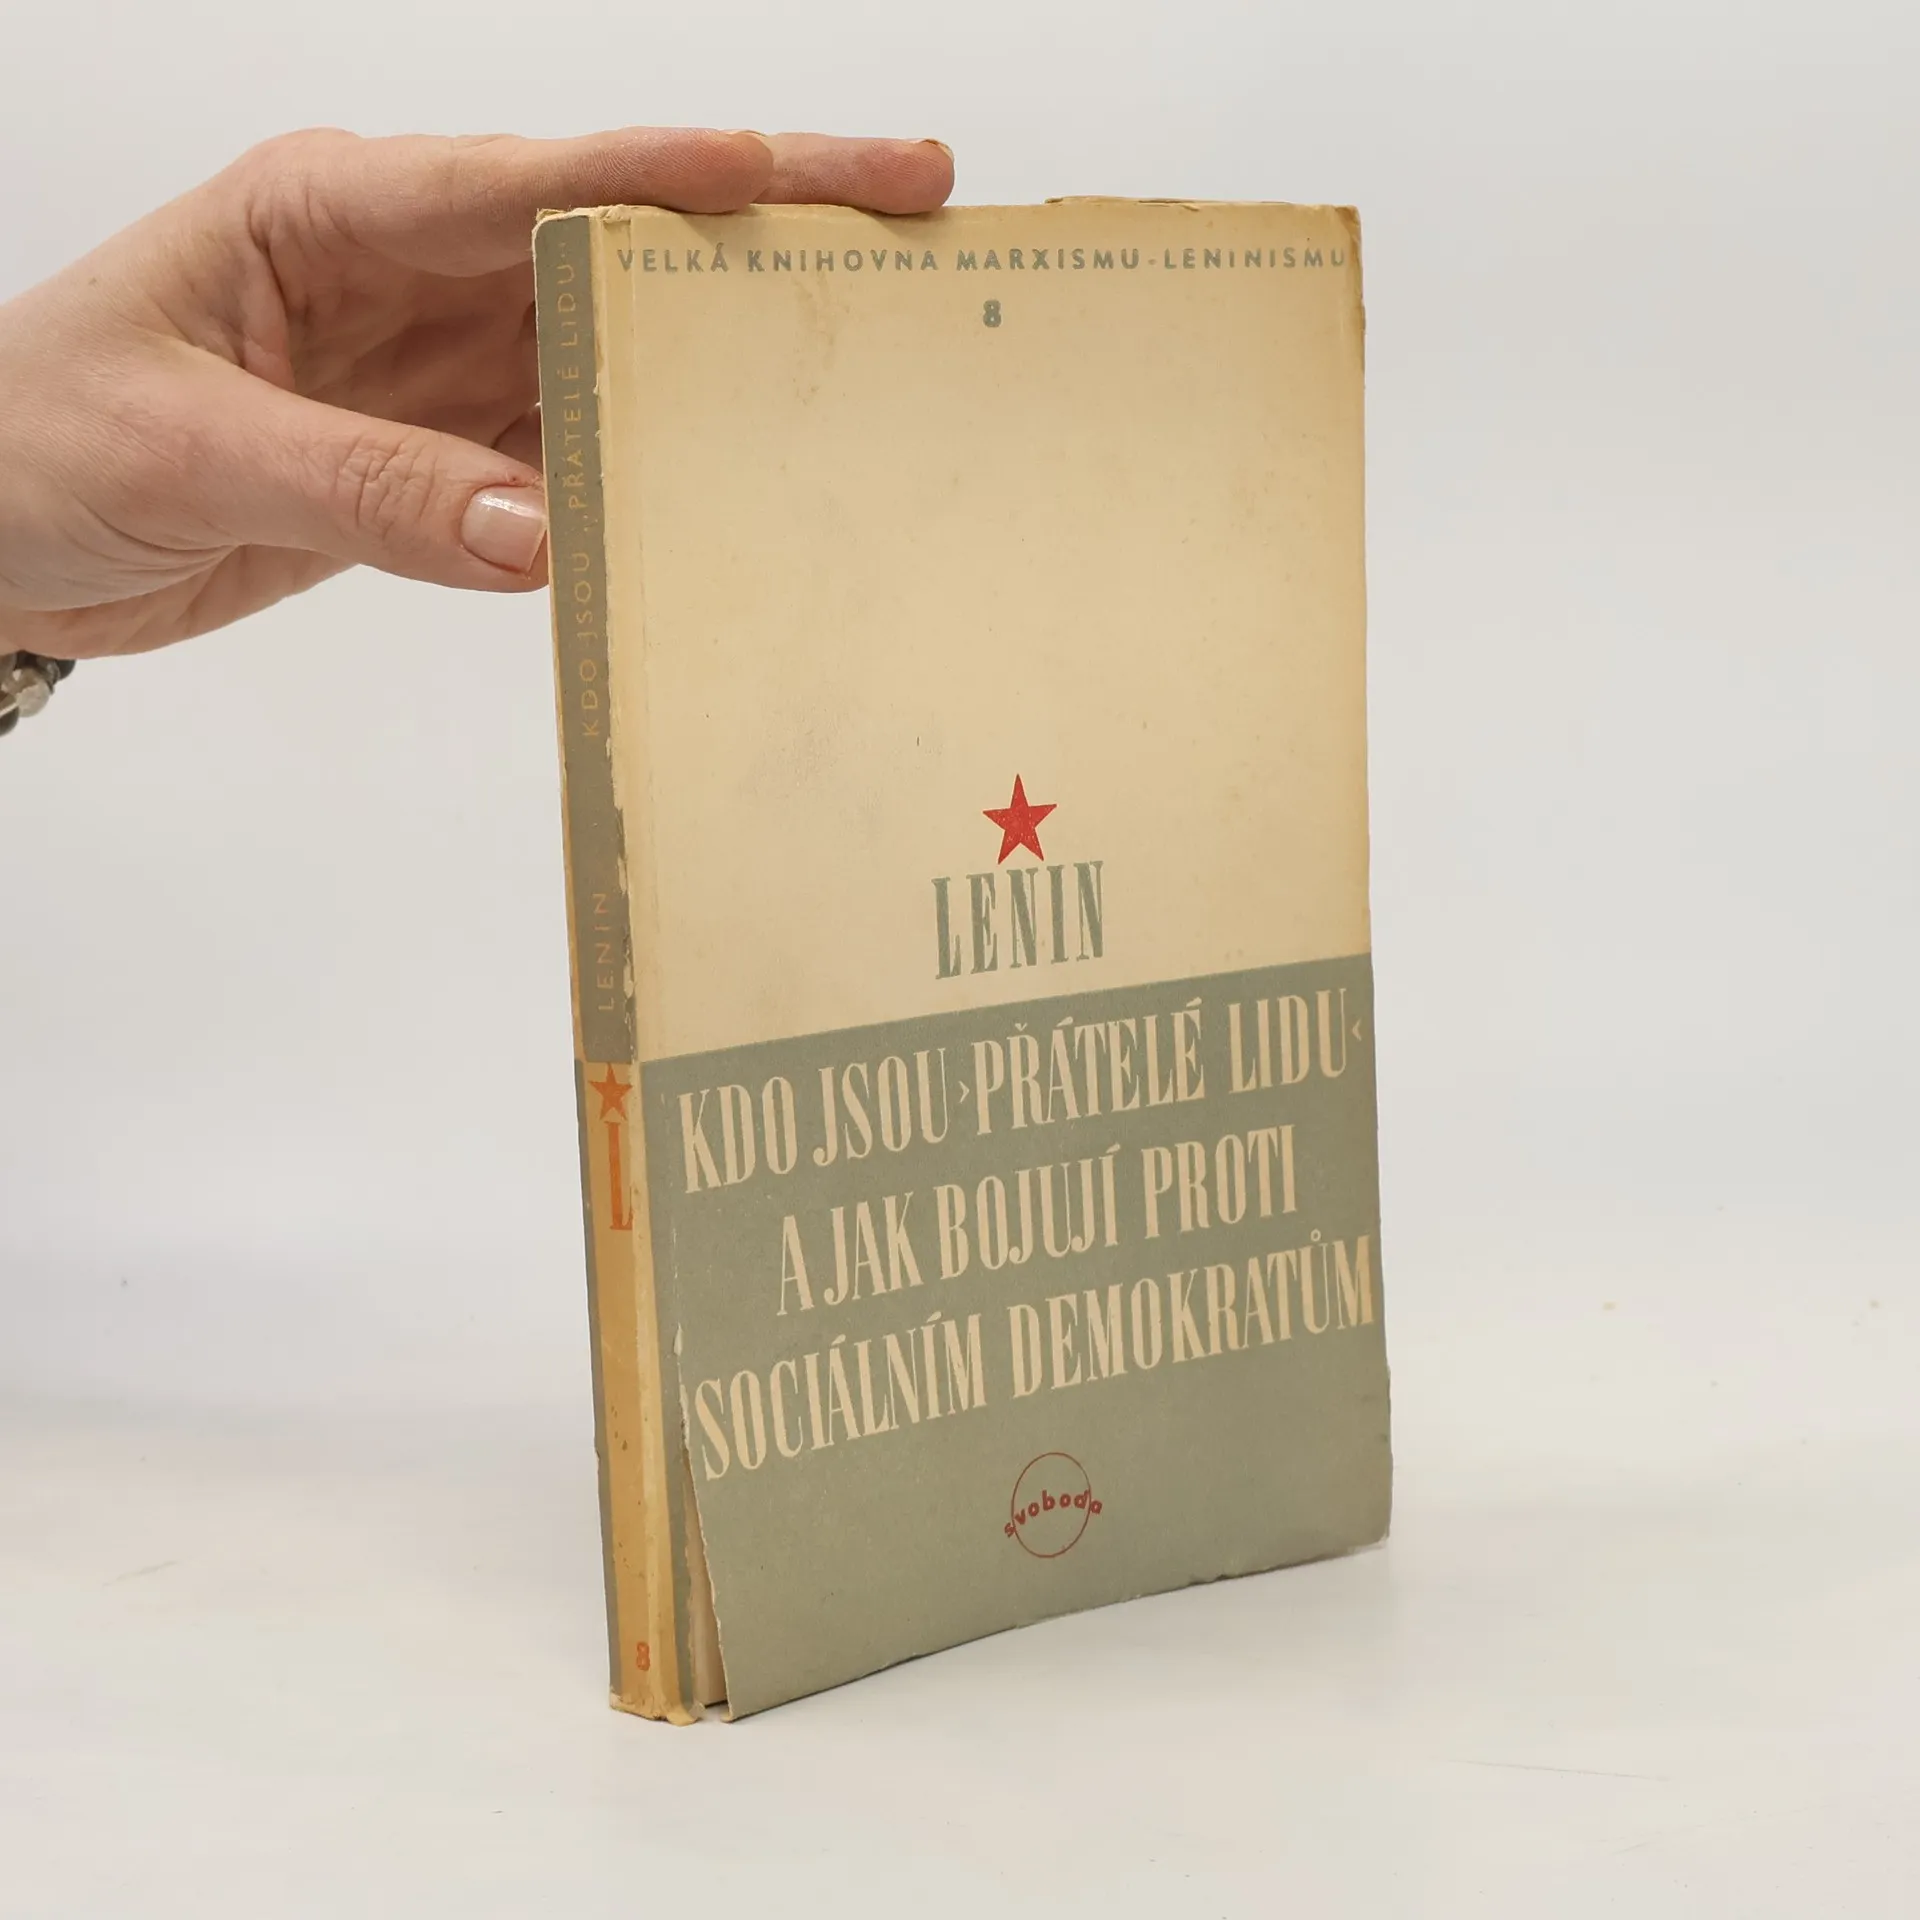 VELKÁ KNIHOVNA MARXISMU-LENINISMU
8
LENIN
KDO JSOU ›PŘÁTELÉ LIDU‹
A JAK BOJUJÍ PROTI
SOCIÁLNÍM DEMOKRATŮM
svoboda
LENIN KDO JSOU „PŘÁTELÉ LIDU“
L
8